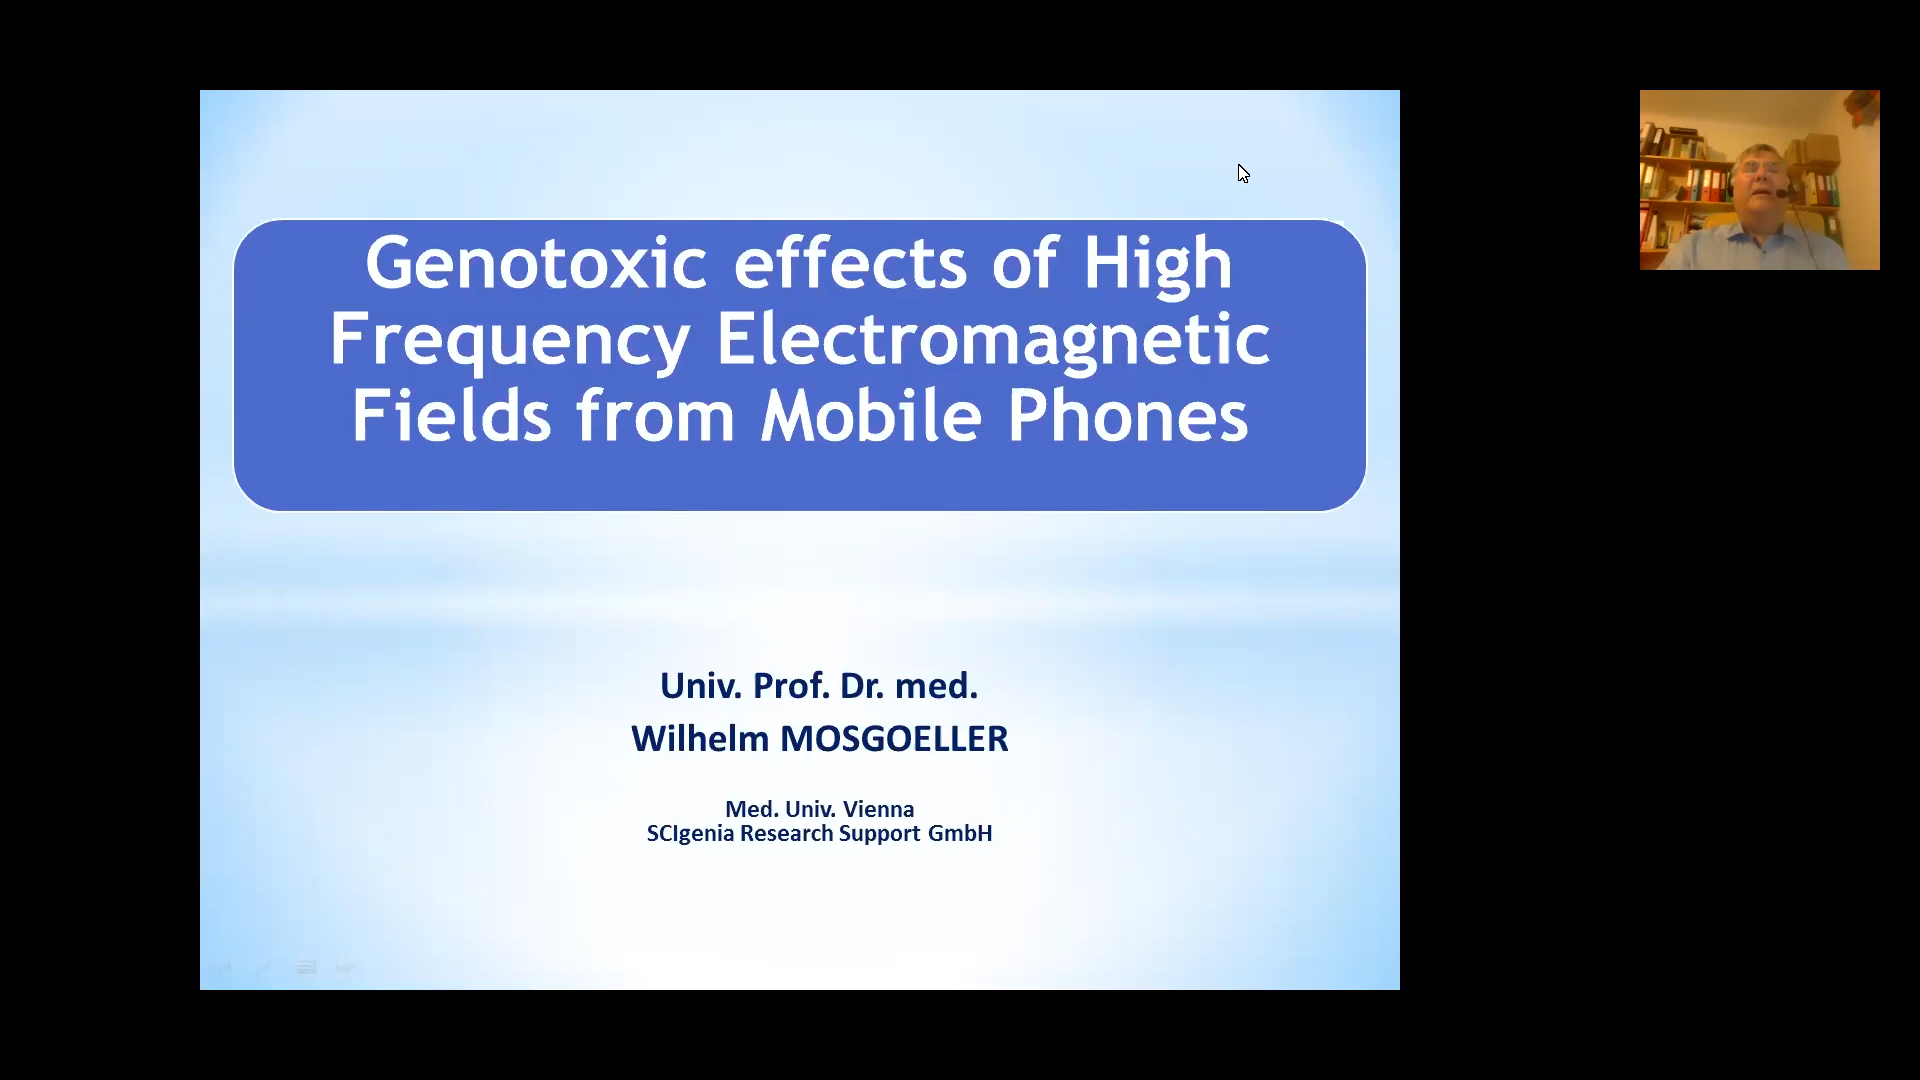 Genotoxic effects of High
Frequency Electromagnetic
Fields from Mobile Phones
Univ. Prof. Dr. med.
Wilhelm MOSGOELLER
Med. Univ. Vienna
SCIgenia Research Support GmbH